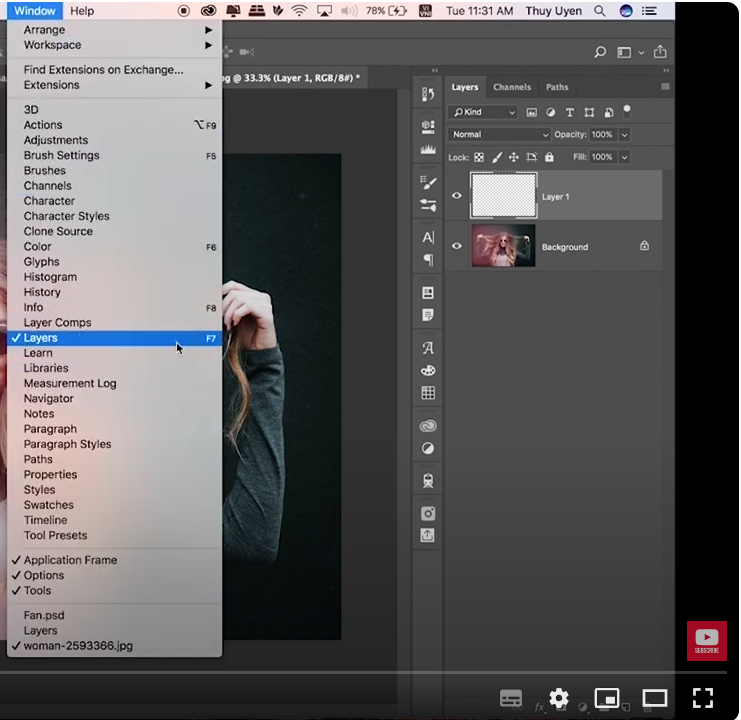 Window Help 78% Tue 11:31 AM Thuy Uyen
Arrange
Workspace
Find Extensions on Exchange...
Extensions
3D
Actions ⌥F9
Adjustments
Brush Settings F5
Brushes
Channels
Character
Character Styles
Clone Source
Color F6
Glyphs
Histogram
History
Info F8
Layer Comps
✓ Layers F7
Learn
Libraries
Measurement Log
Navigator
Notes
Paragraph
Paragraph Styles
Paths
Properties
Styles
Swatches
Timeline
Tool Presets
✓ Application Frame
✓ Options
✓ Tools
Fan.psd
Layers
✓ woman-2593366.jpg
pg @ 33.3% (Layer 1, RGB/8#) *
Layers Channels Paths
Kind
Normal Opacity: 100%
Lock: Fill: 100%
Layer 1
Background
A|
SUBSCRIBE
fx